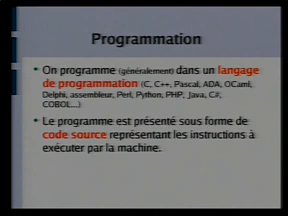 Programmation
• On programme (généralement) dans un langage
de programmation (C, C++, Pascal, ADA, OCaml,
Delphi, assembleur, Perl, Python, PHP, Java, C#,
COBOL...)
• Le programme est présenté sous forme de
code source représentant les instructions à
exécuter par la machine.